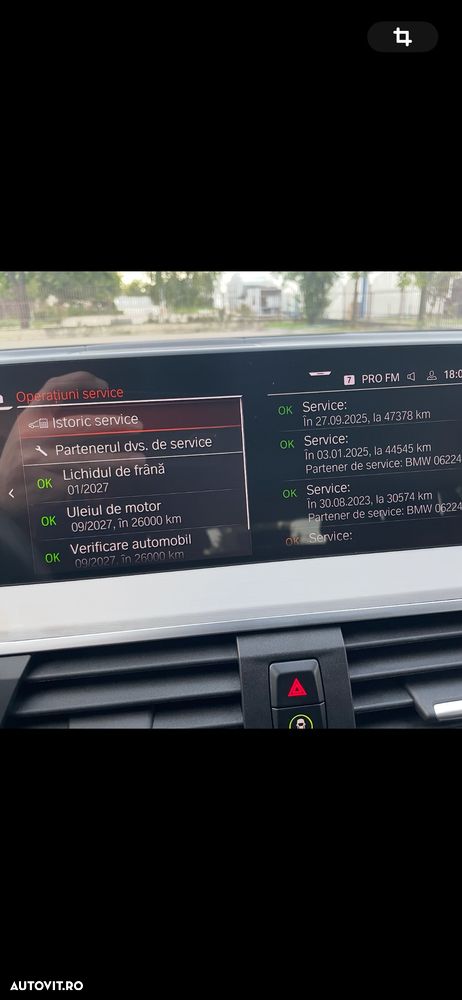 7 PRO FM 18:0
Operațiuni service
Istoric service
Partenerul dvs. de service
OK Lichidul de frână
01/2027
OK Uleiul de motor
09/2027, în 26000 km
OK Verificare automobil
09/2027, în 26000 km
OK Service:
În 27.09.2025, la 47378 km
OK Service:
În 03.01.2025, la 44545 km
Partener de service: BMW 06224
OK Service:
În 30.08.2023, la 30574 km
Partener de service: BMW 06224
OK Service:
AUTOVIT.RO